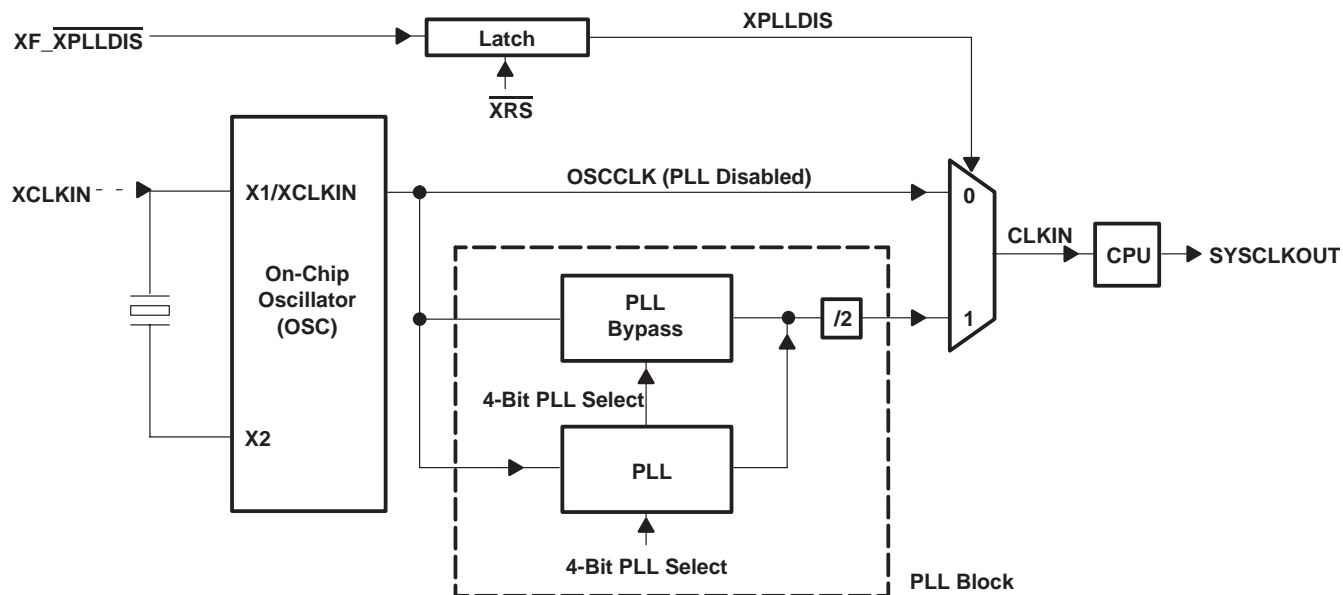 XPLLDIS
XF_XPLLDIS
Latch
XRS
XCLKIN
X1/XCLKIN
OSCCLK (PLL Disabled)
0
On-Chip
Oscillator
(OSC)
CLKIN
CPU
SYSCLKOUT
PLL
Bypass
/2
1
4-Bit PLL Select
X2
PLL
4-Bit PLL Select
PLL Block